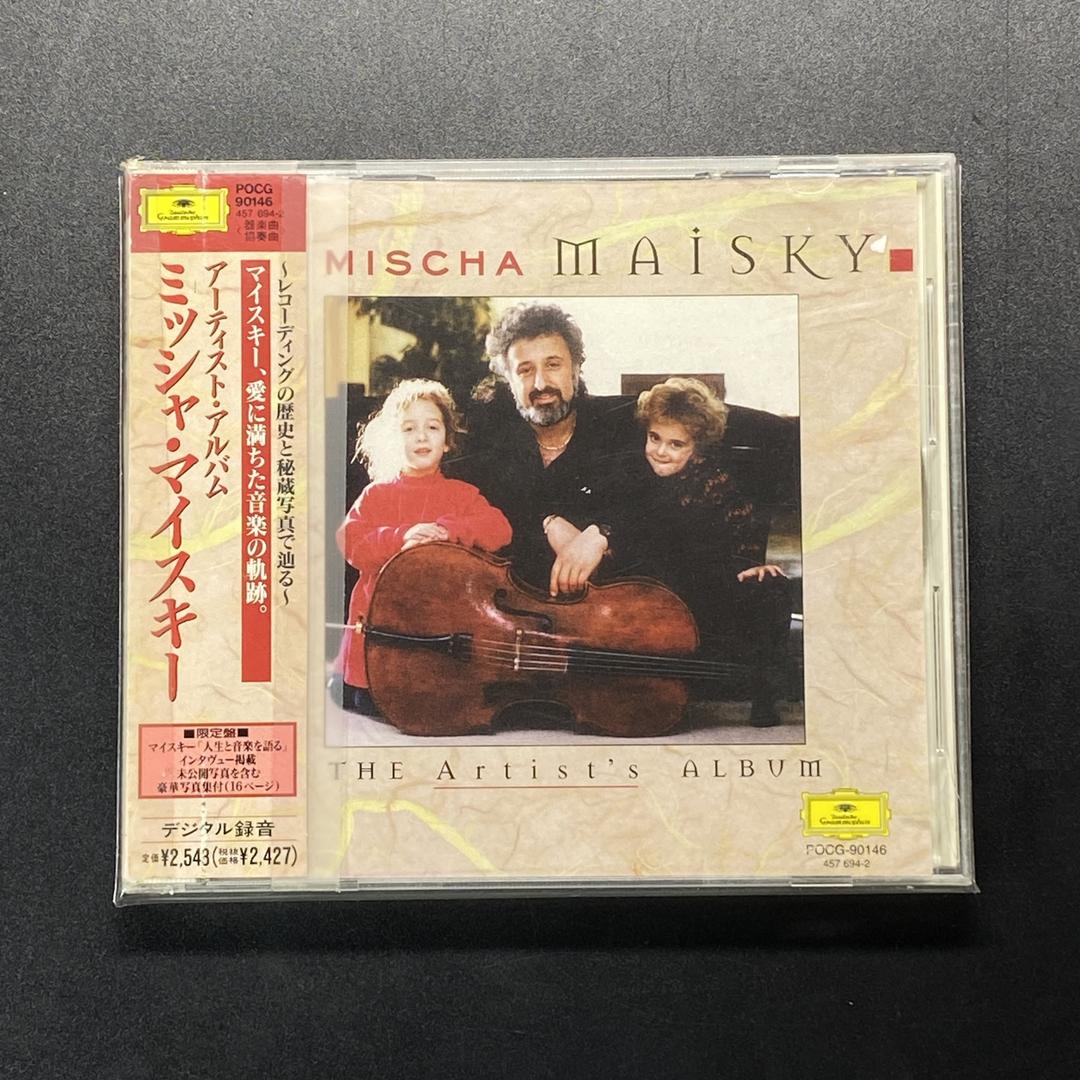 Deutsche
Grammophon
POCG
90146
457 694-2
器楽曲
協奏曲
～レコーディングの歴史と秘蔵写真で辿る～
マイスキー、愛に満ちた音楽の軌跡。
アーティスト・アルバム
ミッシャ・マイスキー
■限定盤■
マイスキー「人生と音楽を語る」
インタヴュー掲載
未公開写真を含む
豪華写真集付(16ページ)
デジタル録音
定価¥2,543(税抜価格¥2,427)
MISCHA MAiSKY
THE Artist's ALBUM
Deutsche
Grammophon
POCG-90146
457 694-2